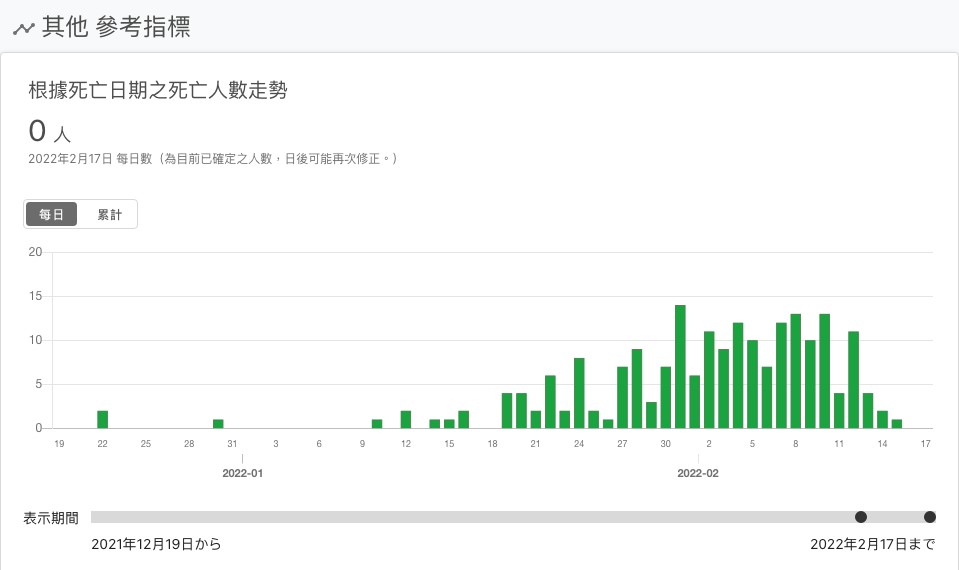 其他 參考指標
根據死亡日期之死亡人數走勢
0 人
2022年2月17日 每日數（為目前已確定之人數，日後可能再次修正。）
每日 累計
20
15
10
5
0
19 22 25 28 31 3 6 9 12 15 18 21 24 27 30 2 5 8 11 14 17
2022-01 2022-02
表示期間
2021年12月19日から 2022年2月17日まで